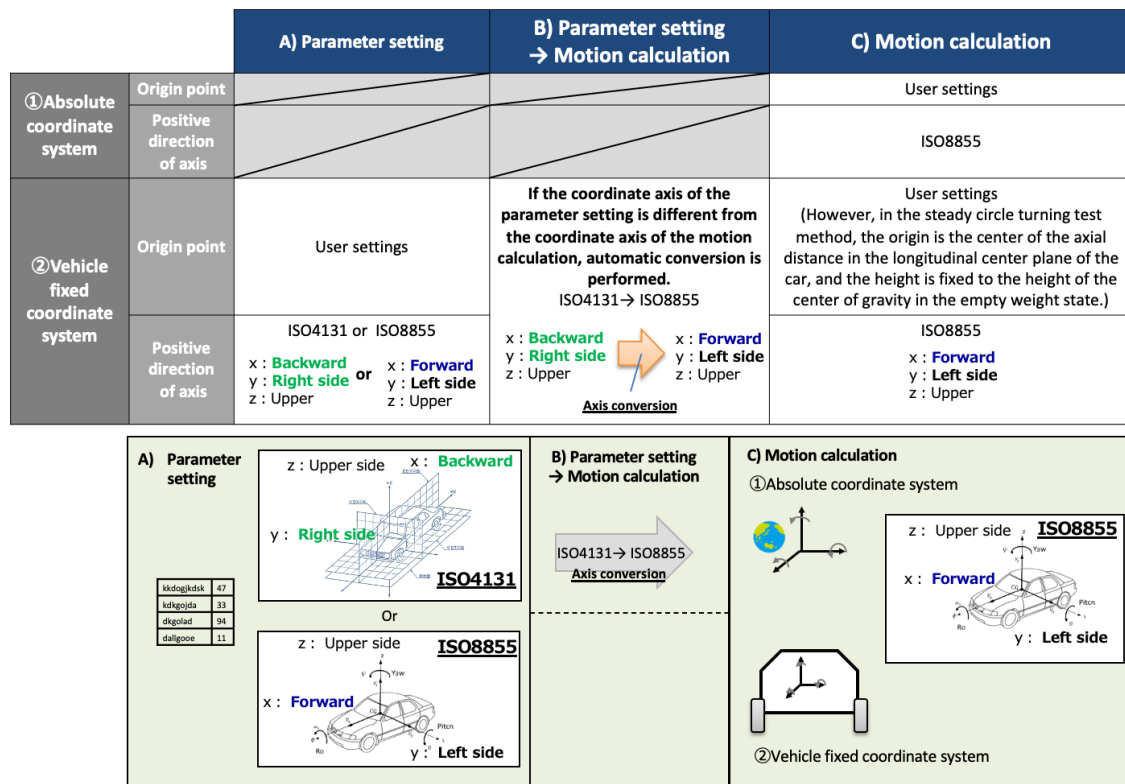 A) Parameter setting
B) Parameter setting
→ Motion calculation
C) Motion calculation
①Absolute
coordinate
system
Origin point
User settings
Positive
direction
of axis
ISO8855
②Vehicle
fixed
coordinate
system
Origin point
User settings
If the coordinate axis of the
parameter setting is different from
the coordinate axis of the motion
calculation, automatic conversion is
performed.
ISO4131→ ISO8855
User settings
(However, in the steady circle turning test
method, the origin is the center of the axial
distance in the longitudinal center plane of the
car, and the height is fixed to the height of the
center of gravity in the empty weight state.)
Positive
direction
of axis
ISO4131 or ISO8855
x : Backward
y : Right side
z : Upper
or
x : Forward
y : Left side
z : Upper
x : Backward
y : Right side
z : Upper
x : Forward
y : Left side
z : Upper
Axis conversion
ISO8855
x : Forward
y : Left side
z : Upper
A) Parameter
setting
kkdogjkdsk 47
kdkgojda 33
dkgolad 94
dallgooe 11
z : Upper side
x : Backward
y : Right side
ISO4131
Or
z : Upper side
ISO8855
z
Yaw
x : Forward
CG
Pitcn
Ro
y : Left side
B) Parameter setting
→ Motion calculation
ISO4131→ ISO8855
Axis conversion
C) Motion calculation
①Absolute coordinate system
z : Upper side
ISO8855
z
Yaw
x : Forward
CG
Pitcn
Ro
y : Left side
②Vehicle fixed coordinate system